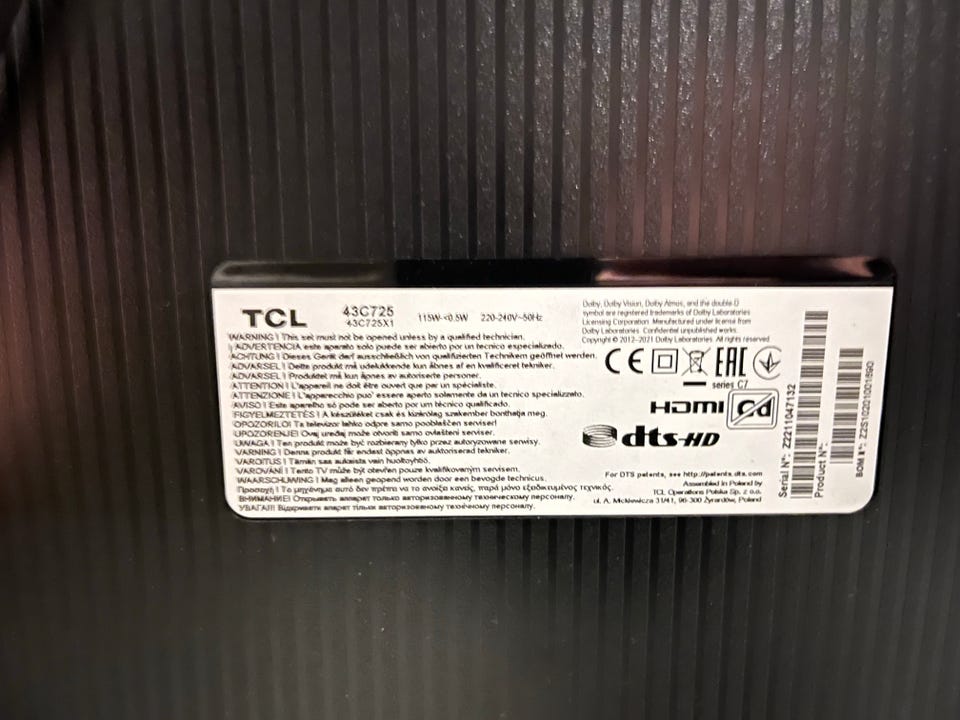 TCL
43C725
43C725X1
115W-<0.5W 220-240V~50Hz
WARNING ! This set must not be opened unless by a qualified technician.
¡ ADVERTENCIA este aparato solo puede ser abierto por un tecnico especializado.
ACHTUNG ! Dieses Gerät darf ausschließlich von qualifizierten Technikern geöffnet werden.
ADVARSEL ! Dette produkt må udelukkende kun åbnes af en kvalificeret tekniker.
ADVARSEL ! Produktet må kun åpnes av autoriserte personer.
ATTENTION ! L'appareil ne doit être ouvert que par un spécialiste.
ATTENZIONE ! L'apparecchio puo' essere aperto solamente da un tecnico specializzato.
AVISO ! Este aparelho só pode ser aberto por um técnico qualificado.
FIGYELMEZTETÉS ! A készüléket csak és kizárólag szakember bonthatja meg.
OPOZORILO! Ta televizor lahko odpre samo pooblaščen serviser!
UPOZORENJE! Ovaj uređaj može otvoriti samo ovlašteni serviser.
UWAGA ! Ten produkt może być rozbierany tylko przez autoryzowane serwisy.
VARNING ! Denna produkt får endast öppnas av auktoriserad tekniker.
VAROITUS ! Tämän saa aukaista vain huoltoyhtiö.
VAROVÁNÍ ! Tento TV může být otevřen pouze kvalifikovaným servisem.
WAARSCHUWING ! Mag alleen geopend worden door een bevoegde technicus.
Προσοχή ! Το μηχάνημα αυτό δεν πρέπει να το ανοίξει κανείς, παρά μόνο εξειδικευμένος τεχνικός.
ВНИМАНИЕ! Открывать аппарат только авторизованному техническому персоналу.
УВАГА!!! Відкривати апарат тільки авторизованому технічному персоналу.
Dolby, Dolby Vision, Dolby Atmos, and the double-D
symbol are registered trademarks of Dolby Laboratories
Licensing Corporation. Manufactured under license from
Dolby Laboratories. Confidential unpublished works.
Copyright © 2012-2021 Dolby Laboratories. All rights reserved
CE EAC
series C7
HDMI Cd
dts-HD
For DTS patents, see http://patents.dts.com
Assembled in Poland by
TCL Operations Polska Sp. z o.o.
ul. A. Mickiewicza 31/41, 96-300 Żyrardów, Poland
Serial N°: Z22110047132
Product N°: